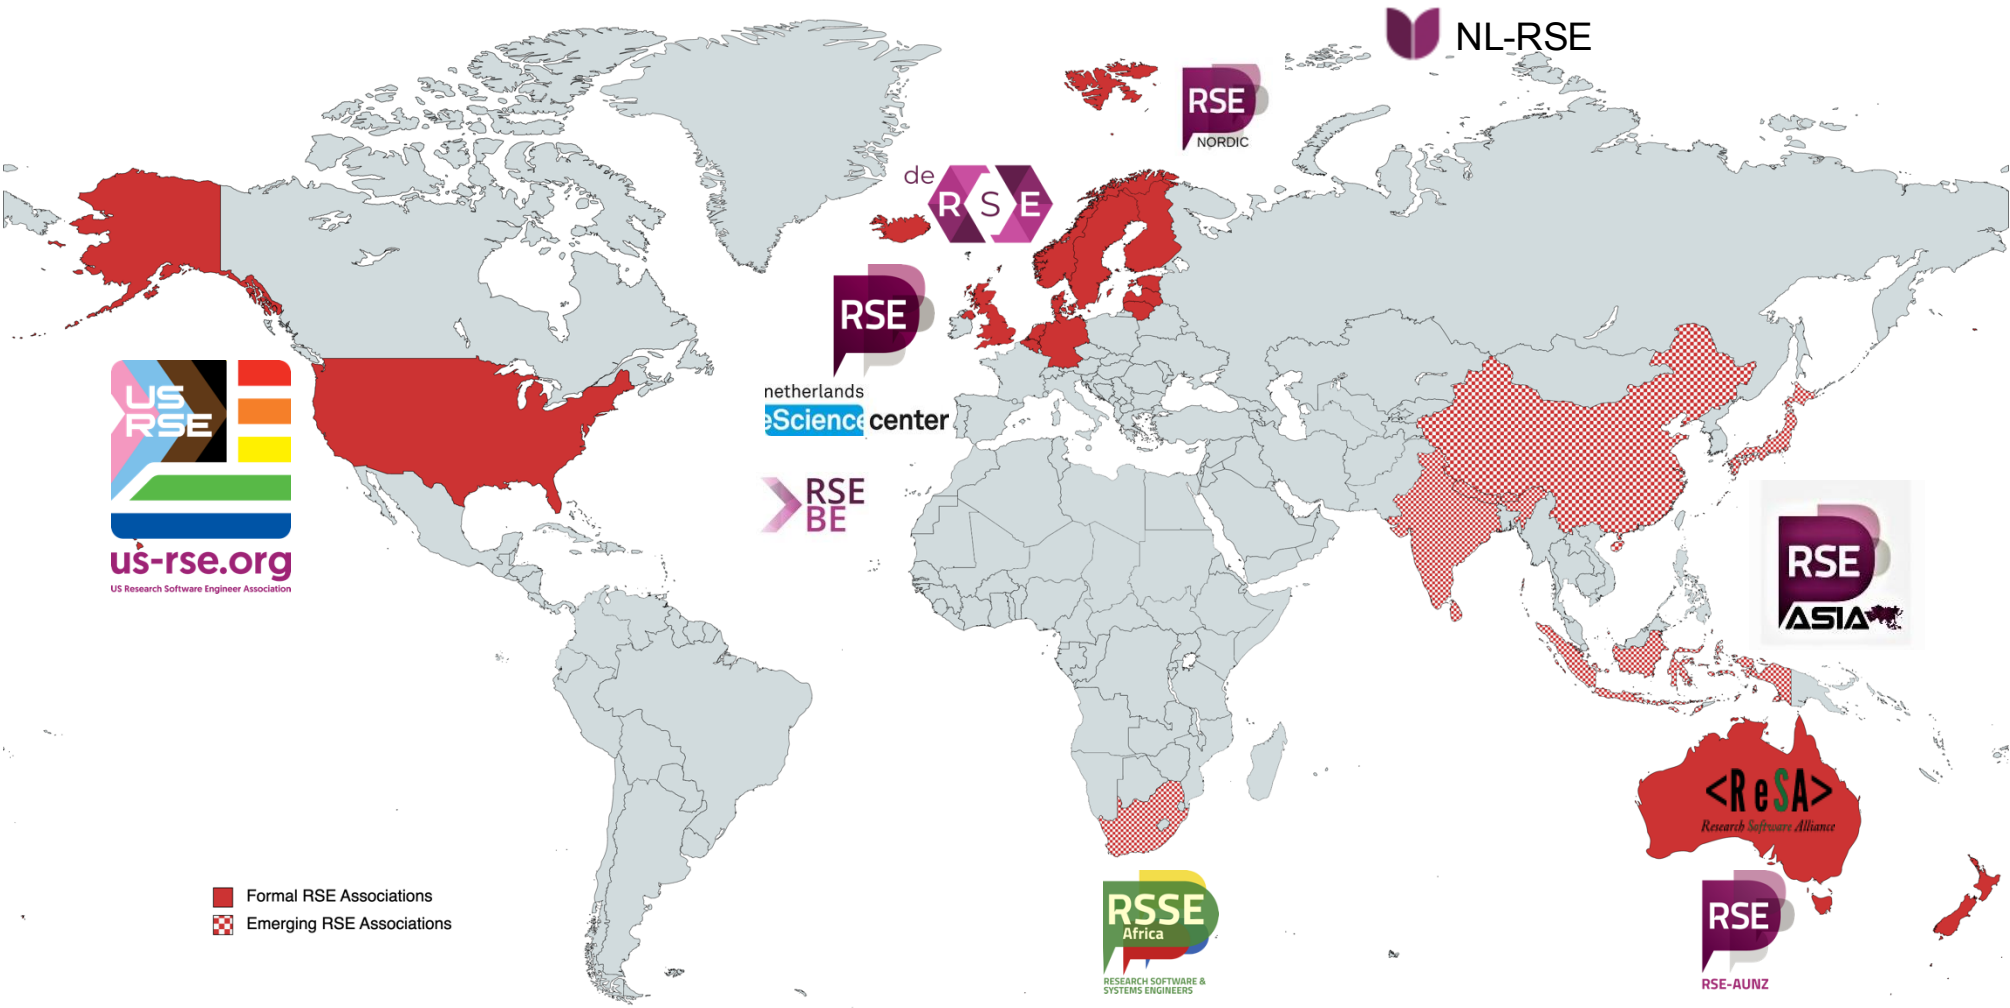 NL-RSE
RSE
NORDIC
de
RSE
RSE
netherlands
eScience center
RSE
BE
US
RSE
us-rse.org
US Research Software Engineer Association
RSE
ASIA
<ReSA>
Research Software Alliance
Formal RSE Associations
Emerging RSE Associations
RSSE
Africa
RESEARCH SOFTWARE &
SYSTEMS ENGINEERS
RSE
RSE-AUNZ